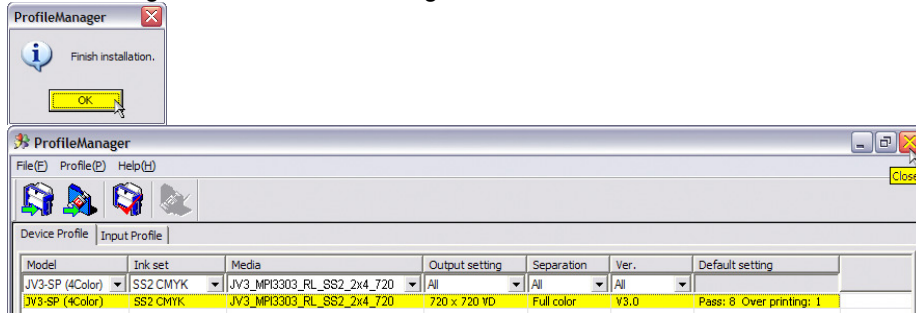 ProfileManager
Finish installation.
OK
ProfileManager
File(F) Profile(P) Help(H)
Close
Device Profile Input Profile
Model Ink set Media Output setting Separation Ver. Default setting
JV3-SP (4Color) SS2 CMYK JV3_MPI3303_RL_SS2_2x4_720 All All All
JV3-SP (4Color) SS2 CMYK JV3_MPI3303_RL_SS2_2x4_720 720 x 720 VD Full color V3.0 Pass: 8 Over printing: 1